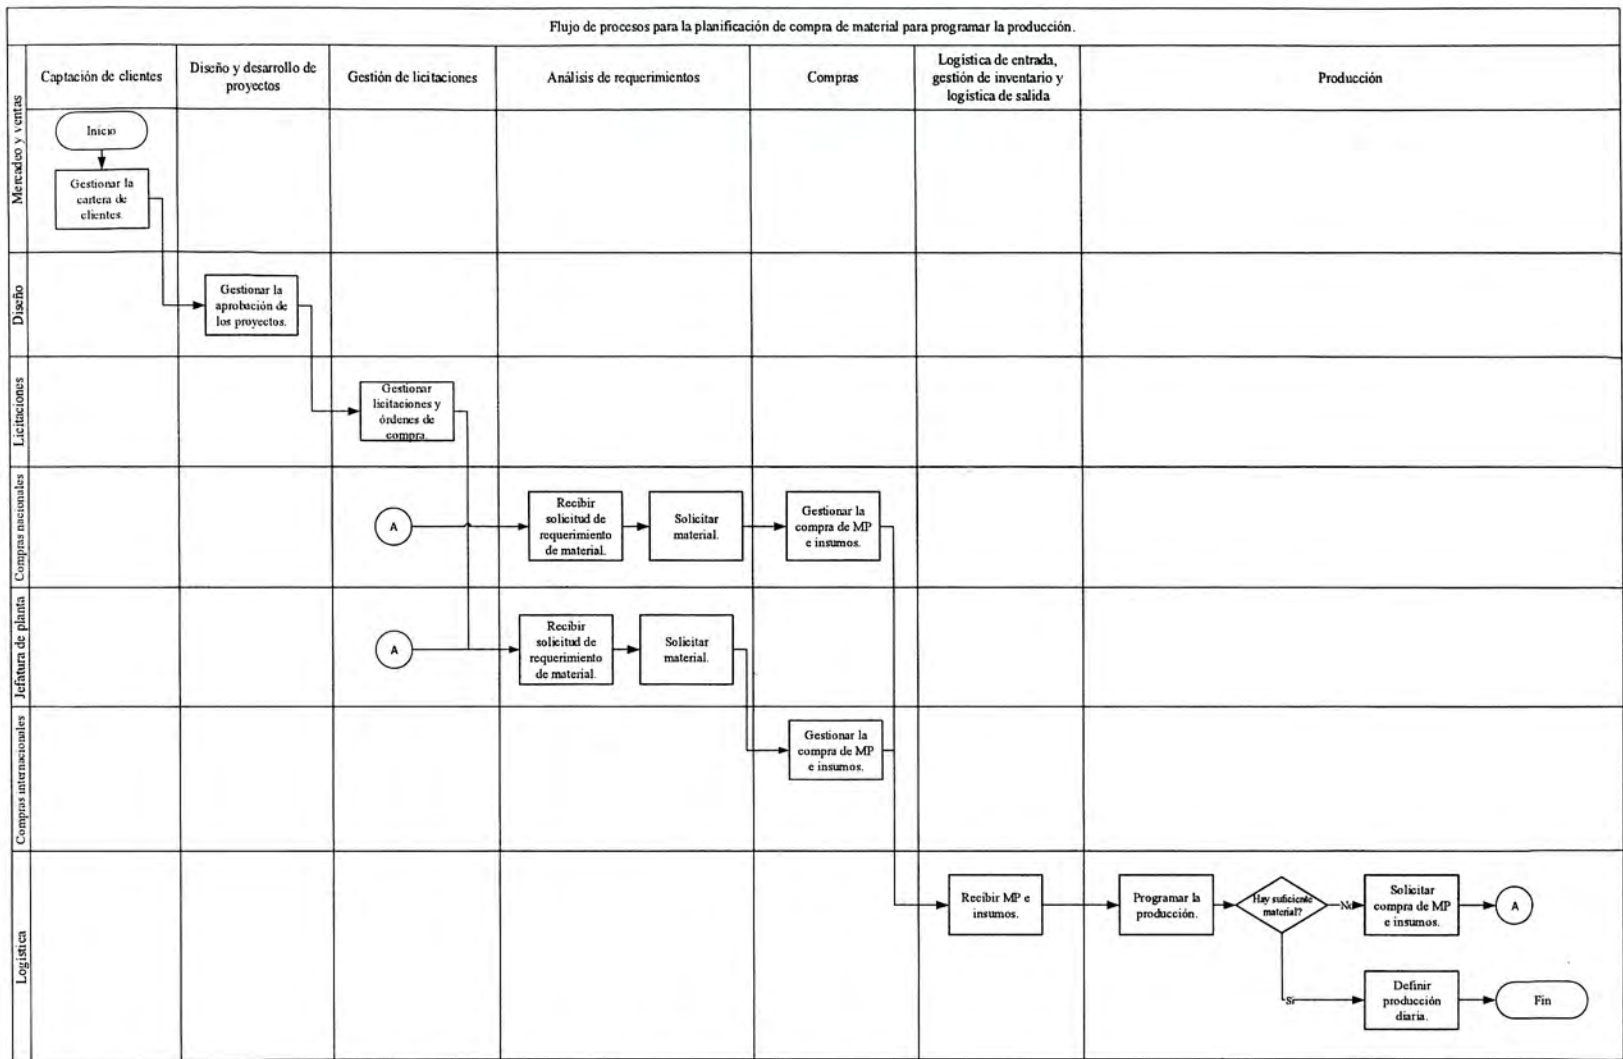 Flujo de procesos para la planificación de compra de material para programar la producción.
Captación de clientes
Diseño y desarrollo de
proyectos
Gestión de licitaciones
Análisis de requerimientos
Compras
Logística de entrada,
gestión de inventario y
logística de salida
Producción
Mercadeo y ventas
Inicio
Gestionar la
cartera de
clientes.
Diseño
Gestionar la
aprobación de
los proyectos.
Licitaciones
Gestionar
licitaciones y
órdenes de
compra.
Compras nacionales
A
Recibir
solicitud de
requerimiento
de material.
Solicitar
material.
Gestionar la
compra de MP
e insumos.
Jefatura de planta
A
Recibir
solicitud de
requerimiento
de material.
Solicitar
material.
Compras internacionales
Gestionar la
compra de MP
e insumos.
Logística
Recibir MP e
insumos.
Programar la
producción.
Hay suficiente
material?
No
Solicitar
compra de MP
e insumos.
A
Si
Definir
producción
diaria.
Fin